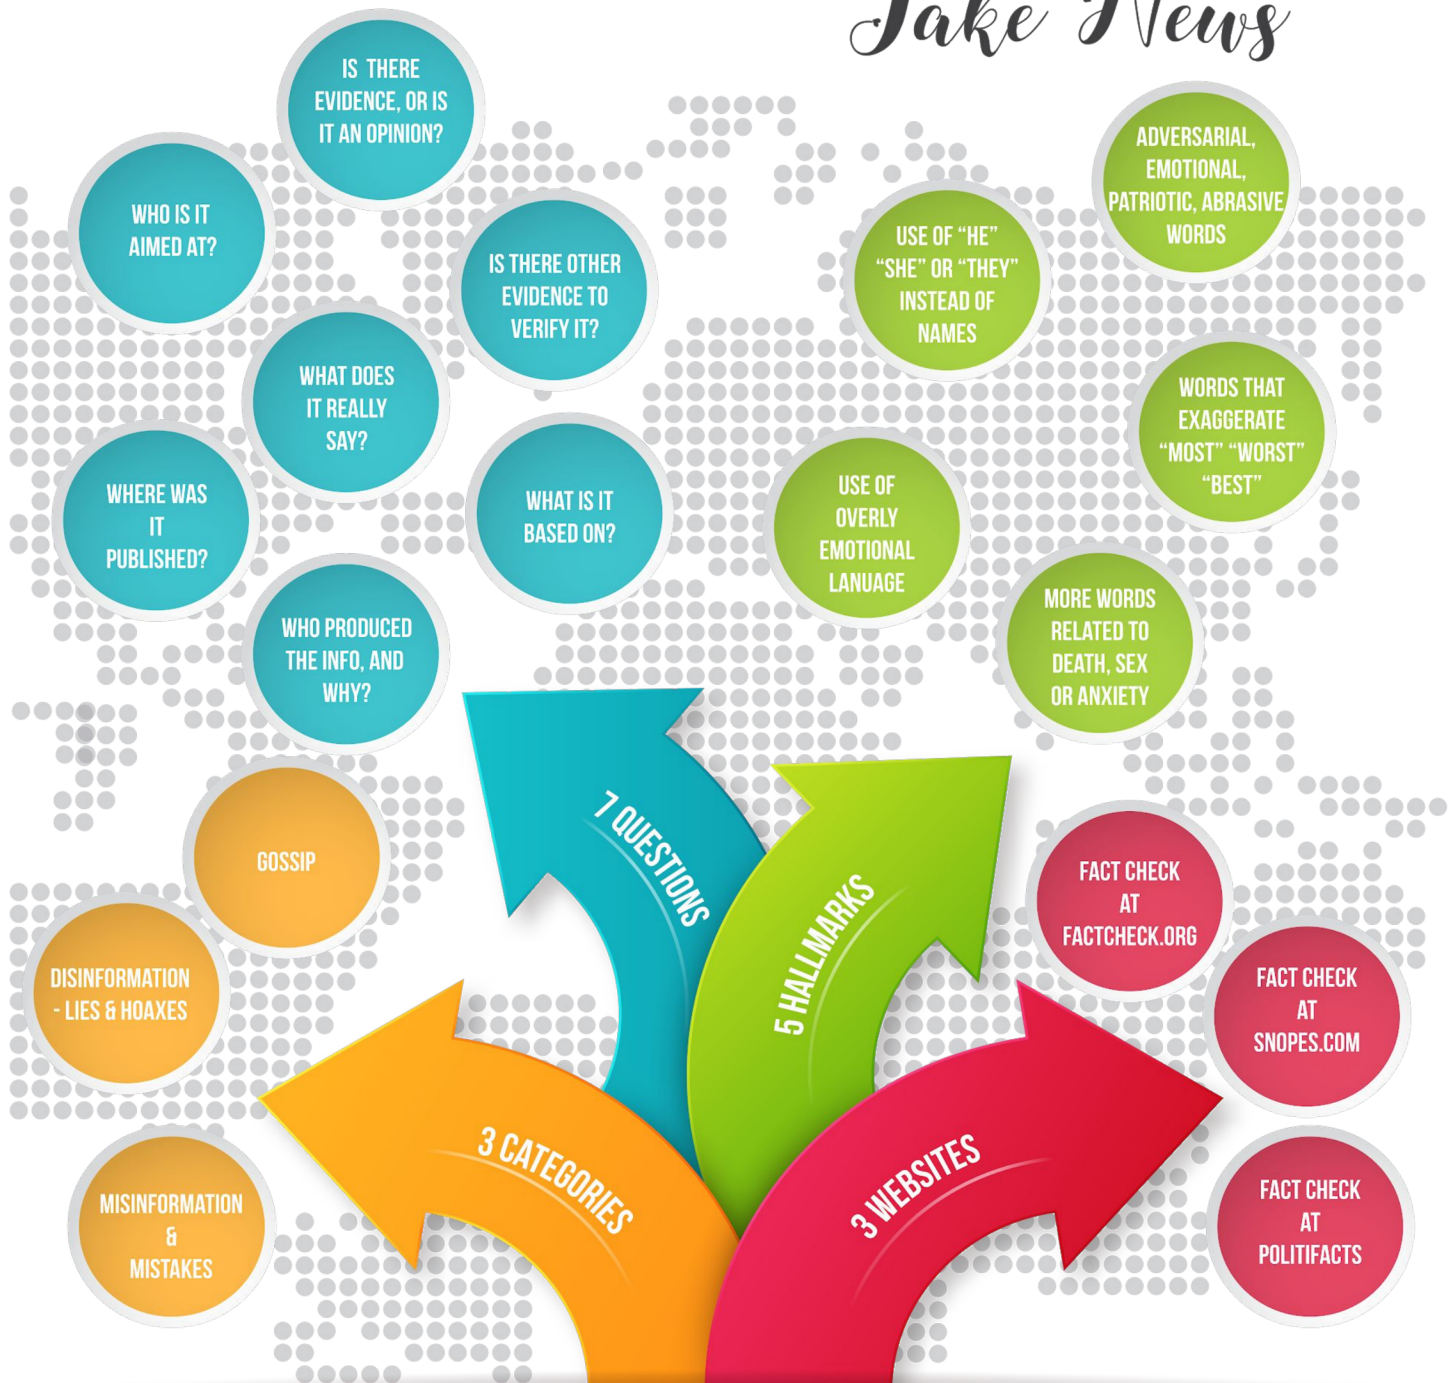 Fake News
IS THERE
EVIDENCE, OR IS
IT AN OPINION?
WHO IS IT
AIMED AT?
IS THERE OTHER
EVIDENCE TO
VERIFY IT?
WHAT DOES
IT REALLY
SAY?
WHERE WAS
IT
PUBLISHED?
WHAT IS IT
BASED ON?
WHO PRODUCED
THE INFO, AND
WHY?
ADVERSARIAL,
EMOTIONAL,
PATRIOTIC, ABRASIVE
WORDS
USE OF “HE”
“SHE” OR “THEY”
INSTEAD OF
NAMES
WORDS THAT
EXAGGERATE
“MOST” “WORST”
“BEST”
USE OF
OVERLY
EMOTIONAL
LANUAGE
MORE WORDS
RELATED TO
DEATH, SEX
OR ANXIETY
7 QUESTIONS
5 HALLMARKS
GOSSIP
DISINFORMATION
- LIES & HOAXES
MISINFORMATION
&
MISTAKES
3 CATEGORIES
3 WEBSITES
FACT CHECK
AT
FACTCHECK.ORG
FACT CHECK
AT
SNOPES.COM
FACT CHECK
AT
POLITIFACTS